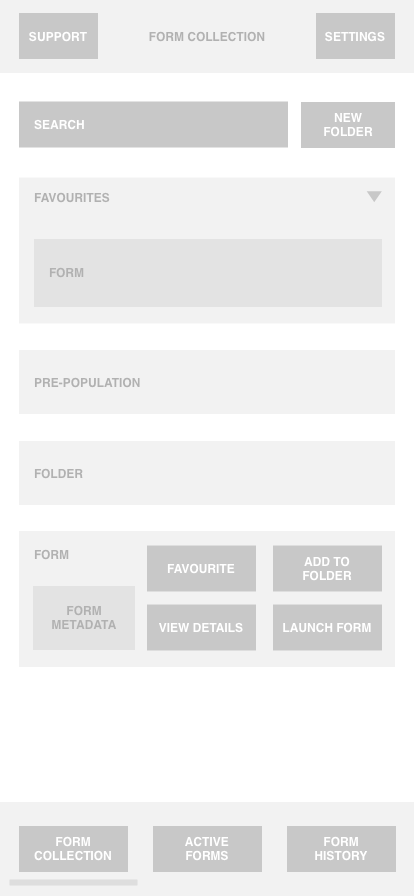 SUPPORT
FORM COLLECTION
SETTINGS
SEARCH
NEW
FOLDER
FAVOURITES
FORM
PRE-POPULATION
FOLDER
FORM
FORM
METADATA
FAVOURITE
ADD TO
FOLDER
VIEW DETAILS
LAUNCH FORM
FORM
COLLECTION
ACTIVE
FORMS
FORM
HISTORY